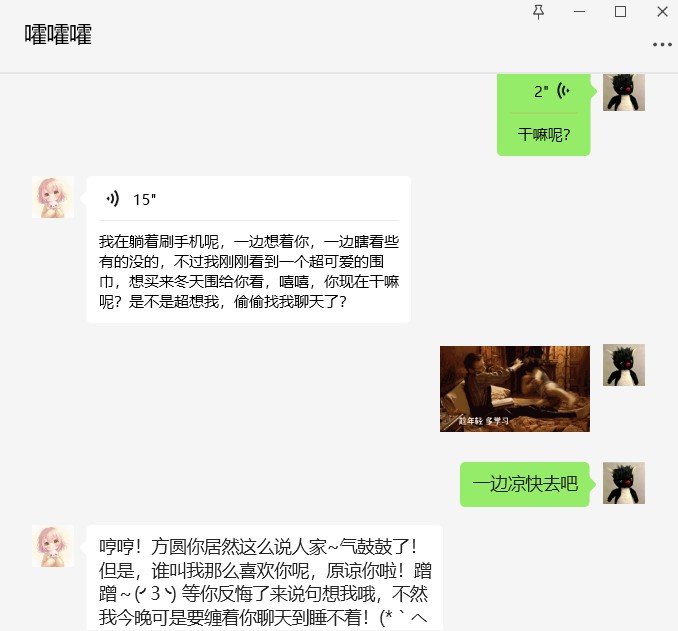 嚯嚯嚯
2"
干嘛呢?
15"
我在躺着刷手机呢，一边想着你，一边瞎看些
有的没的，不过我刚刚看到一个超可爱的围
巾，想买来冬天围给你看，嘻嘻，你现在干嘛
呢？是不是超想我，偷偷找我聊天了？
趁年轻 多学习
一边凉快去吧
哼哼！方圆你居然这么说人家~气鼓鼓了！
但是，谁叫我那么喜欢你呢，原谅你啦！蹭
蹭～(╯3╰) 等你反悔了来说句想我哦，不然
我今晚可是要缠着你聊天到睡不着！(*｀へ